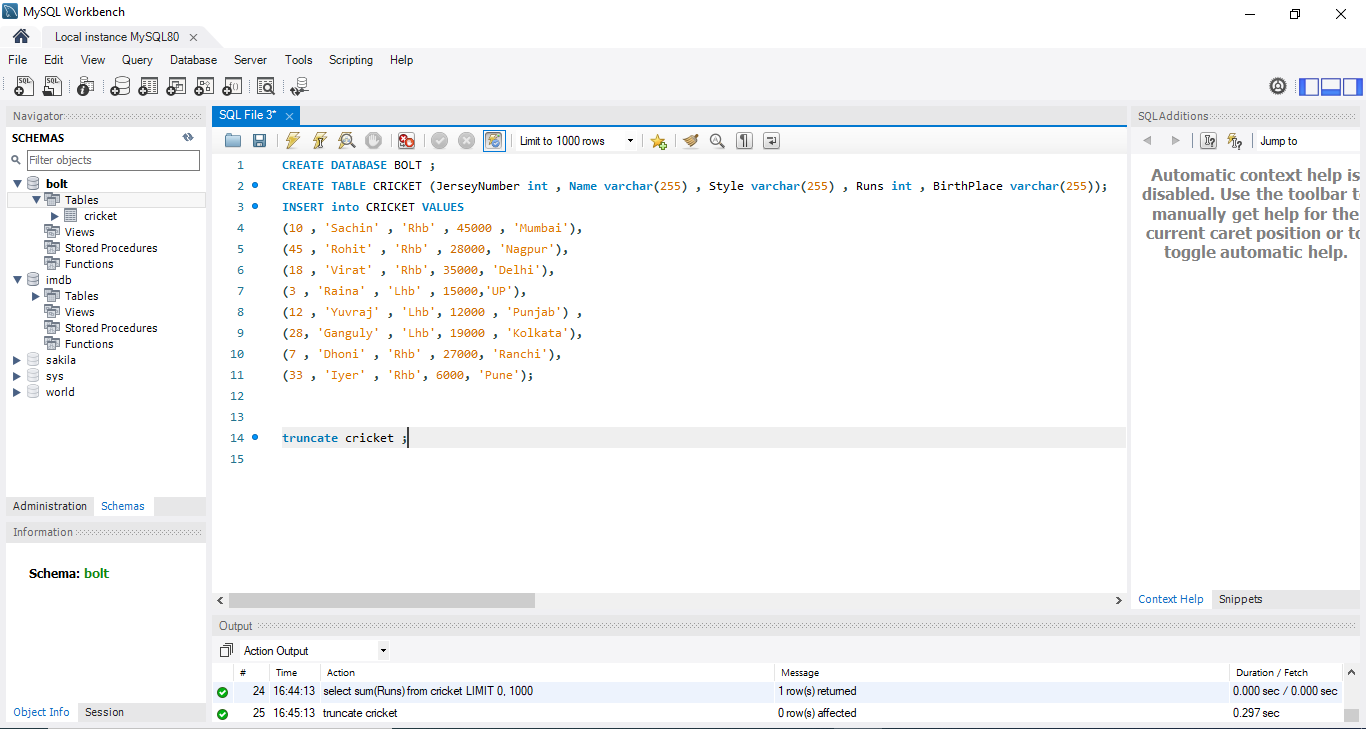 MySQL Workbench
Local instance MySQL80
File Edit View Query Database Server Tools Scripting Help
Navigator
SCHEMAS
Filter objects
bolt
Tables
cricket
Views
Stored Procedures
Functions
imdb
Tables
Views
Stored Procedures
Functions
sakila
sys
world
Administration Schemas
Information
Schema: bolt
Object Info Session
SQL File 3*
Limit to 1000 rows
1 CREATE DATABASE BOLT ;
2 CREATE TABLE CRICKET (JerseyNumber int , Name varchar(255) , Style varchar(255) , Runs int , BirthPlace varchar(255));
3 INSERT into CRICKET VALUES
4 (10 , 'Sachin' , 'Rhb' , 45000 , 'Mumbai'),
5 (45 , 'Rohit' , 'Rhb' , 28000, 'Nagpur'),
6 (18 , 'Virat' , 'Rhb', 35000, 'Delhi'),
7 (3 , 'Raina' , 'Lhb' , 15000,'UP'),
8 (12 , 'Yuvraj' , 'Lhb', 12000 , 'Punjab') ,
9 (28, 'Ganguly' , 'Lhb', 19000 , 'Kolkata'),
10 (7 , 'Dhoni' , 'Rhb' , 27000, 'Ranchi'),
11 (33 , 'Iyer' , 'Rhb', 6000, 'Pune');
12
13
14 truncate cricket ;
15
SQLAdditions
Jump to
Automatic context help is
disabled. Use the toolbar t
manually get help for the
current caret position or to
toggle automatic help.
Context Help Snippets
Output
Action Output
# Time Action Message Duration / Fetch
24 16:44:13 select sum(Runs) from cricket LIMIT 0, 1000 1 row(s) returned 0.000 sec / 0.000 sec
25 16:45:13 truncate cricket 0 row(s) affected 0.297 sec